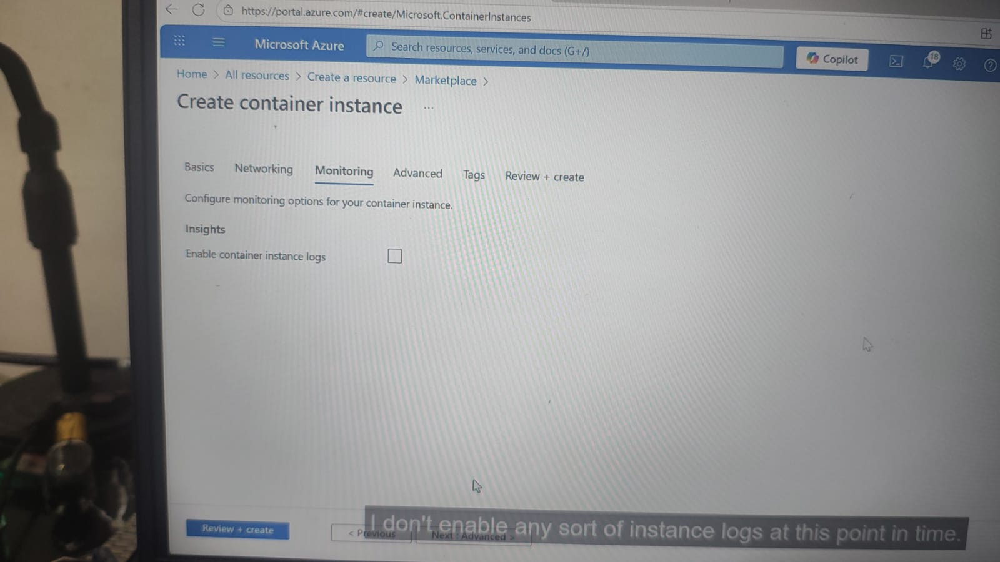 https://portal.azure.com/#create/Microsoft.ContainerInstances
Microsoft Azure
Search resources, services, and docs (G+/)
Copilot
18
Home > All resources > Create a resource > Marketplace >
Create container instance ...
Basics Networking Monitoring Advanced Tags Review + create
Configure monitoring options for your container instance.
Insights
Enable container instance logs
Review + create
< Previous
Next : Advanced >
I don't enable any sort of instance logs at this point in time.